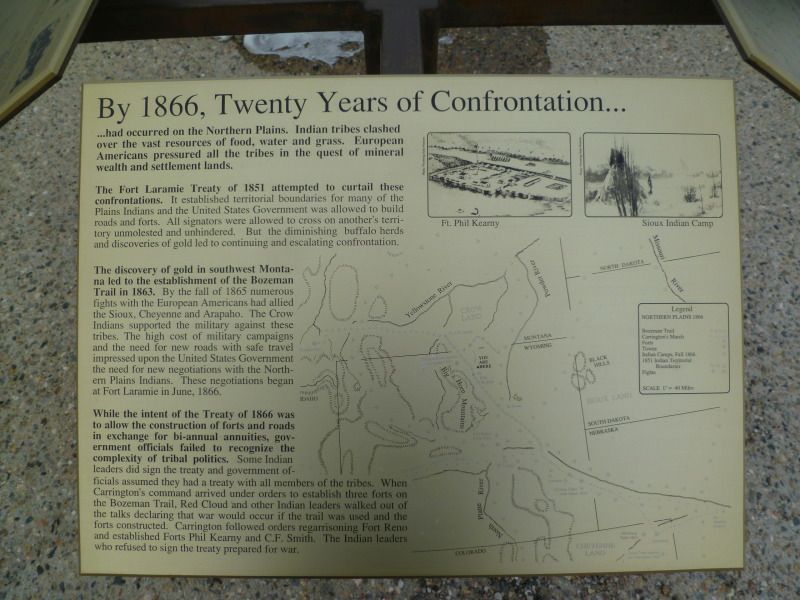 By 1866, Twenty Years of Confrontation...
...had occurred on the Northern Plains. Indian tribes clashed
over the vast resources of food, water and grass. European
Americans pressured all the tribes in the quest of mineral
wealth and settlement lands.
The Fort Laramie Treaty of 1851 attempted to curtail these
confrontations. It established territorial boundaries for many of the
Plains Indians and the United States Government was allowed to build
roads and forts. All signators were allowed to cross on another's terri-
tory unmolested and unhindered. But the diminishing buffalo herds
and discoveries of gold led to continuing and escalating confrontation.
The discovery of gold in southwest Monta-
na led to the establishment of the Bozeman
Trail in 1863. By the fall of 1865 numerous
fights with the European Americans had allied
the Sioux, Cheyenne and Arapaho. The Crow
Indians supported the military against these
tribes. The high cost of military campaigns
and the need for new roads with safe travel
impressed upon the United States Government
the need for new negotiations with the North-
ern Plains Indians. These negotiations began
at Fort Laramie in June, 1866.
While the intent of the Treaty of 1866 was
to allow the construction of forts and roads
in exchange for bi-annual annuities, gov-
ernment officials failed to recognize the
complexity of tribal politics. Some Indian
leaders did sign the treaty and government of-
ficials assumed they had a treaty with all members of the tribes. When
Carrington's command arrived under orders to establish three forts on
the Bozeman Trail, Red Cloud and other Indian leaders walked out of
the talks declaring that war would occur if the trail was used and the
forts constructed. Carrington followed orders regarrisoning Fort Reno
and established Forts Phil Kearny and C.F. Smith. The Indian leaders
who refused to sign the treaty prepared for war.
Ft. Phil Kearny
Sioux Indian Camp
Yellowstone River
Powder River
NORTH DAKOTA
Missouri
River
CROW
LAND
MONTANA
WYOMING
YOU
ARE
HERE
Big Horn Mountains
BLACK
HILLS
IDAHO
SIOUX LAND
SOUTH DAKOTA
NEBRASKA
North Platte River
COLORADO
CHEYENNE
LAND
Legend
NORTHERN PLAINS 1866
Bozeman Trail
Carrington's March
Forts
Towns
Indian Camps, Fall 1866
1851 Indian Territorial
Boundaries
Fights
SCALE 1" = 40 Miles